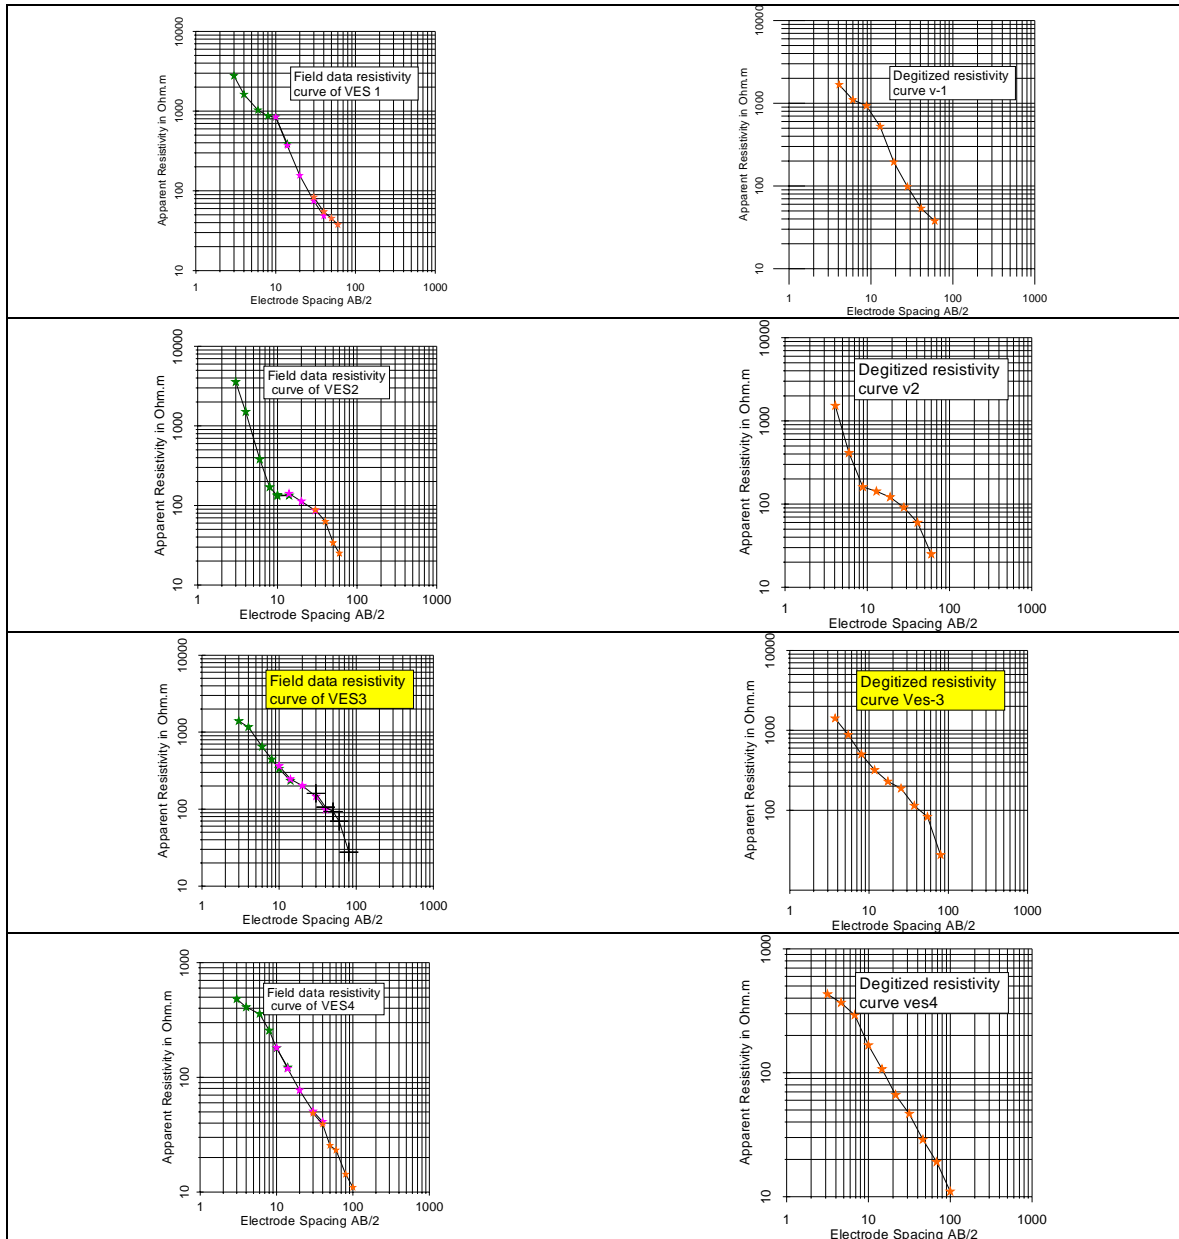 Apparent Resistivity in Ohm.m
10000
1000
100
10
Field data resistivity
curve of VES 1
1 10 100 1000
Electrode Spacing AB/2
Apparent Resistivity in Ohm.m
10000
10000
100
10
Degitized resistivity
curve v-1
1 10 100 1000
Electrode Spacing AB/2
Apparent Resistivity in Ohm.m
10000
1000
100
10
Field data resistivity
curve of VES2
1 10 100 1000
Electrode Spacing AB/2
Apparent Resistivity in Ohm.m
10000
1000
100
10
Degitized resistivity
curve v2
1 10 100 1000
Electrode Spacing AB/2
Apparent Resistivity in Ohm.m
10000
1000
100
10
Field data resistivity
curve of VES3
1 10 100 1000
Electrode Spacing AB/2
Apparent Resistivity in Ohm.m
10000
1000
100
Degitized resistivity
curve Ves-3
1 10 100 1000
Electrode Spacing AB/2
Apparent Resistivity in Ohm.m
1000
100
10
Field data resistivity
curve of VES4
1 10 100 1000
Electrode Spacing AB/2
Apparent Resistivity in Ohm.m
1000
100
10
Degitized resistivity
curve ves4
1 10 100 1000
Electrode Spacing AB/2